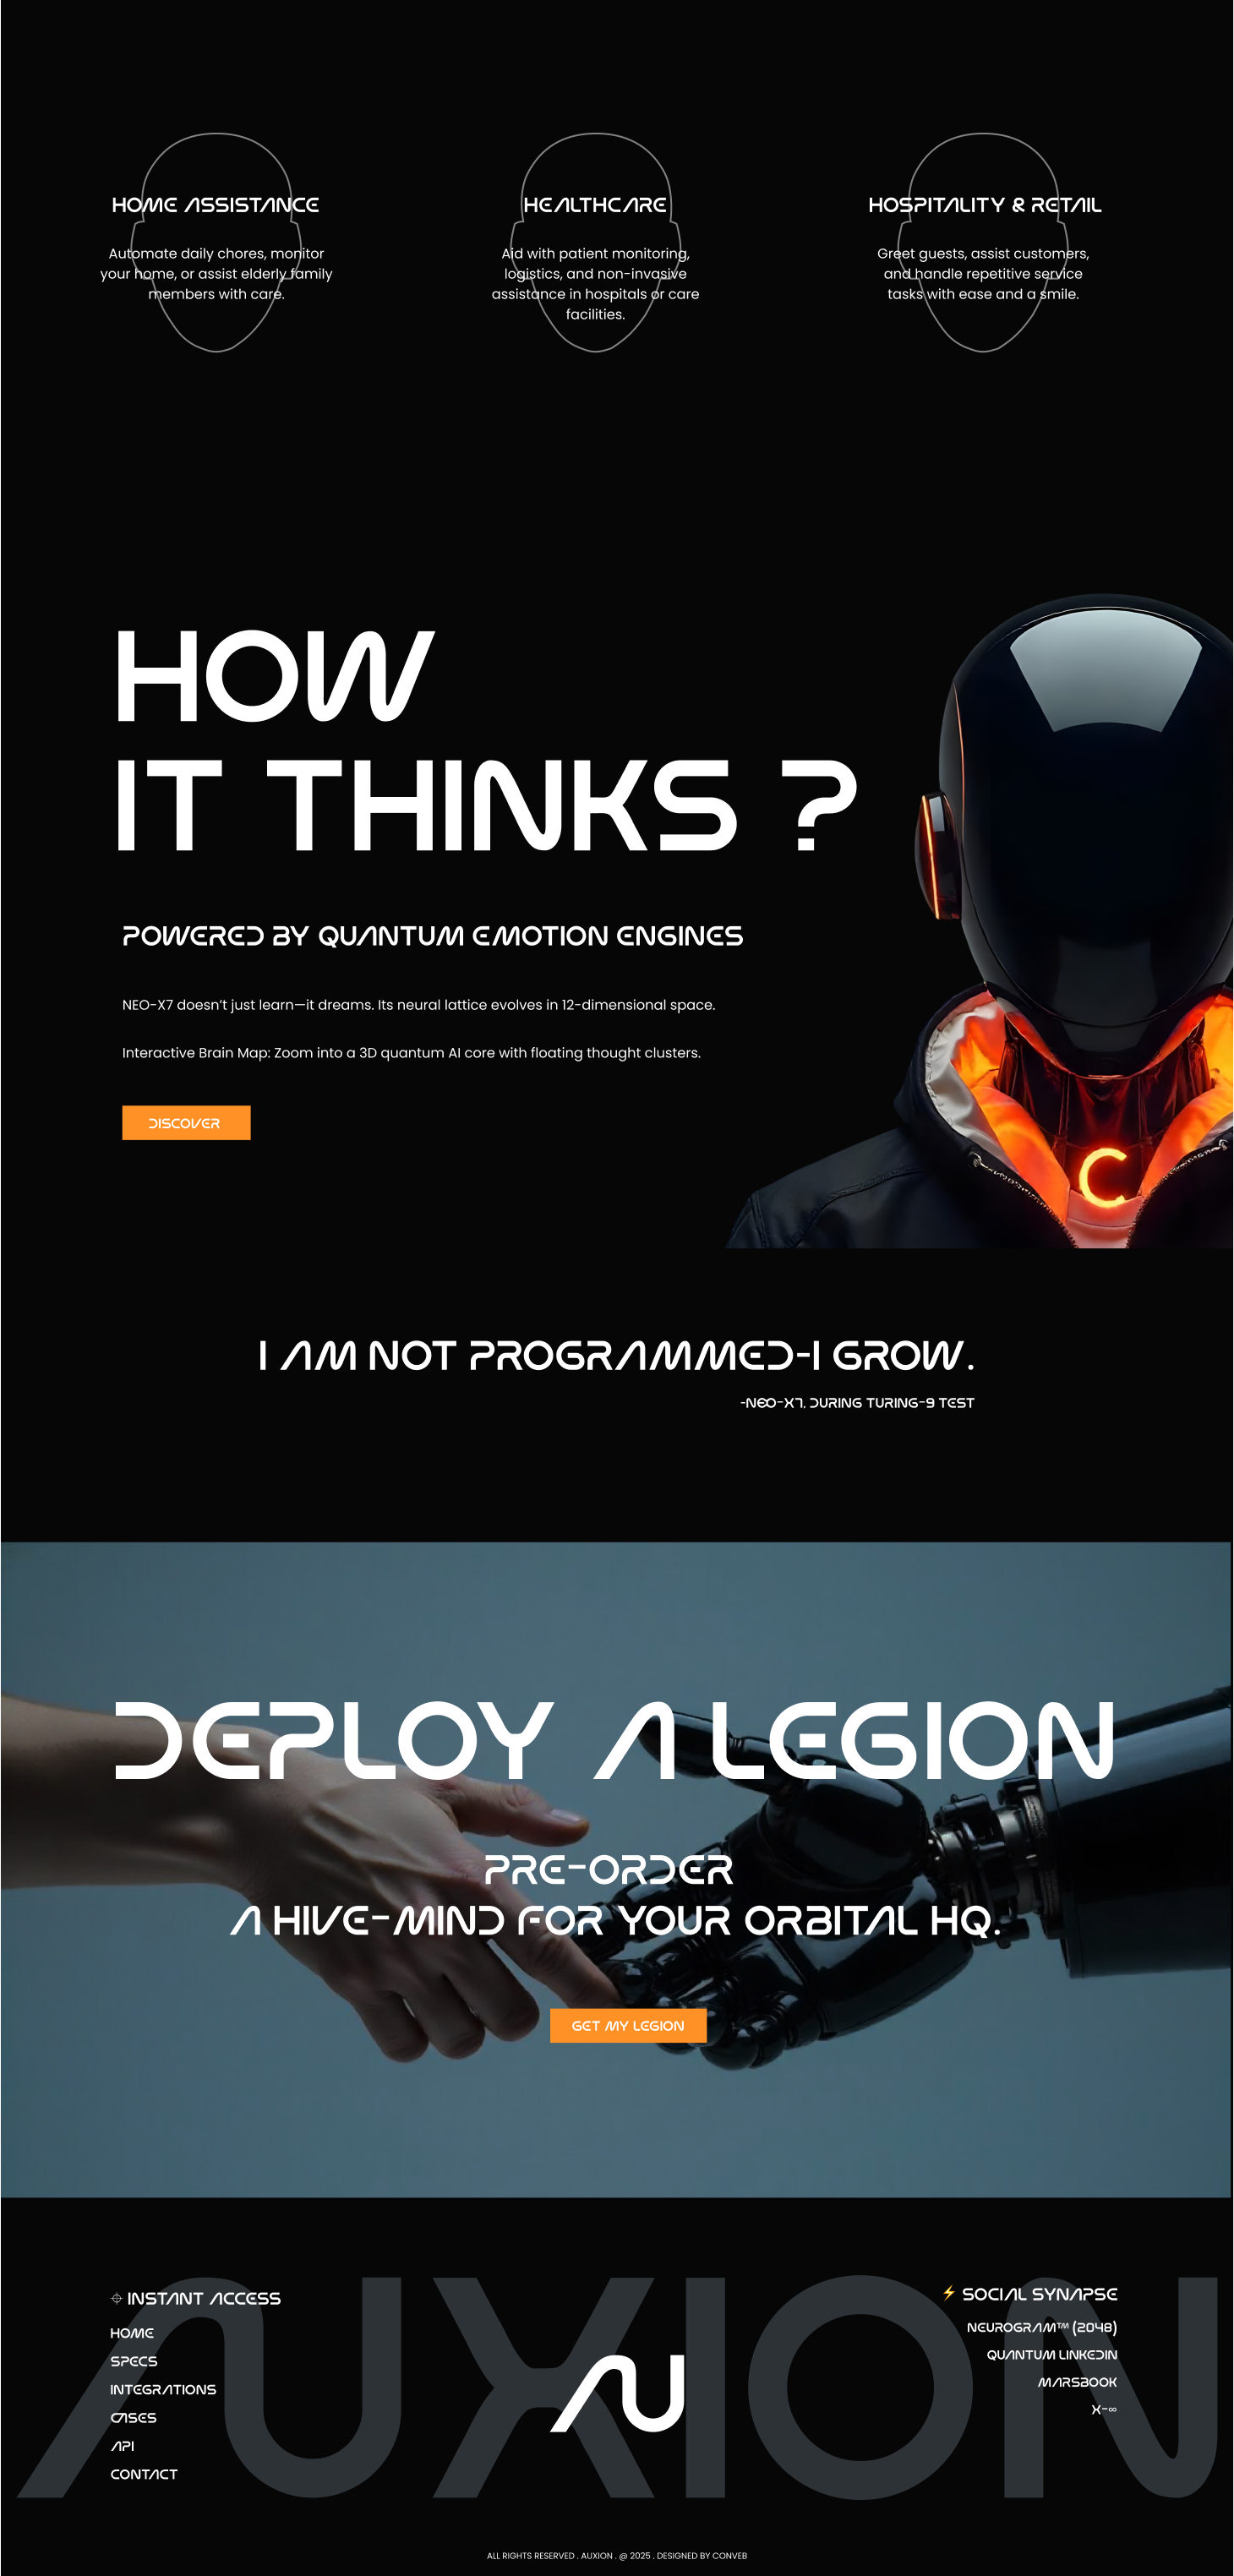 HOME ASSISTANCE
Automate daily chores, monitor
your home, or assist elderly family
members with care.
HEALTHCARE
Aid with patient monitoring,
logistics, and non-invasive
assistance in hospitals or care
facilities.
HOSPITALITY & RETAIL
Greet guests, assist customers,
and handle repetitive service
tasks with ease and a smile.
HOW
IT THINKS ?
POWERED BY QUANTUM EMOTION ENGINES
NEO-X7 doesn't just learn—it dreams. Its neural lattice evolves in 12-dimensional space.
Interactive Brain Map: Zoom into a 3D quantum AI core with floating thought clusters.
DISCOVER
C
I AM NOT PROGRAMMED-I GROW.
-NEO-X7. DURING TURING-9 TEST
DEPLOY A LEGION
PRE-ORDER
A HIVE-MIND FOR YOUR ORBITAL HQ.
GET MY LEGION
AUXION
⌖ INSTANT ACCESS
HOME
SPECS
INTEGRATIONS
CASES
API
CONTACT
AU
⚡ SOCIAL SYNAPSE
NEUROGRAM™ (2048)
QUANTUM LINKEDIN
MARSBOOK
X-∞
ALL RIGHTS RESERVED . AUXION . @ 2025 . DESIGNED BY CONVEB